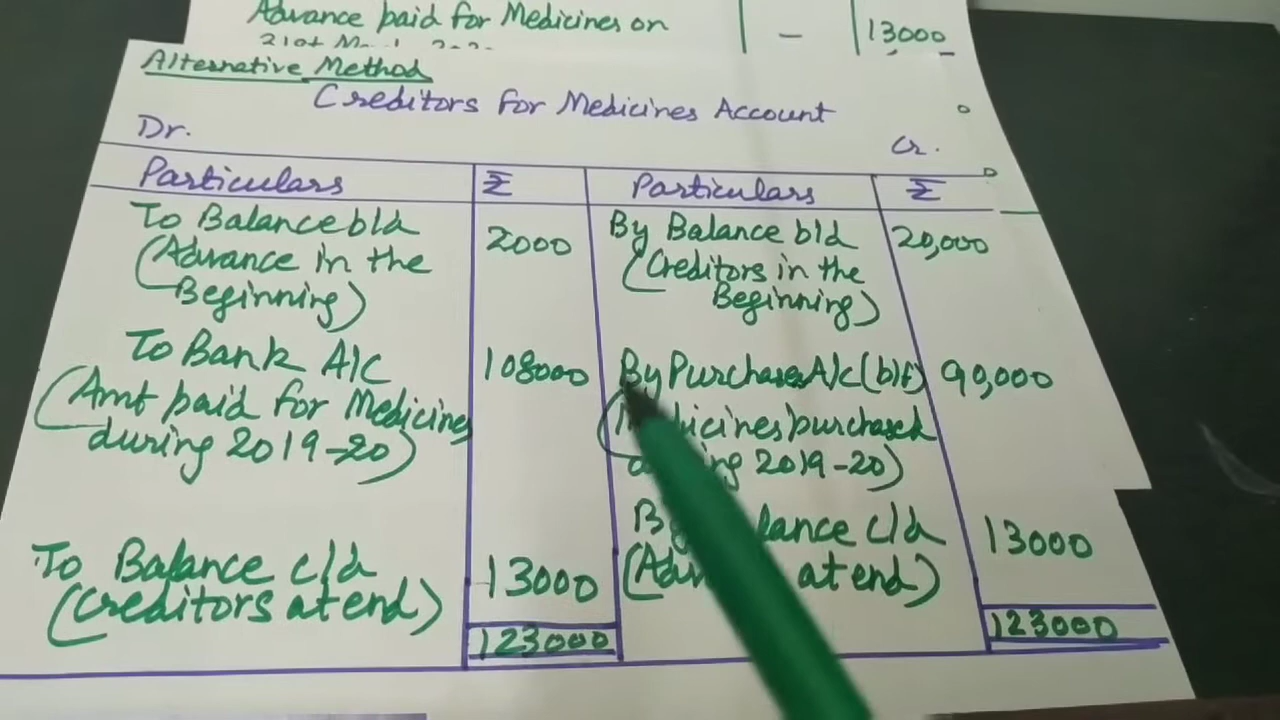 Advance paid for Medicines on - 13000
Alternative Method
Creditors For Medicines Account
Dr. Cr.
Particulars ₹ Particulars ₹
To Balance b/d 2000 By Balance b/d 20,000
(Advance in the (Creditors in the
Beginning) Beginning)
To Bank A/c 108000 By Purchases A/c (b/f) 90,000
(Amt paid for Medicines purchased
during 2019-20) 2019-20)
c/d 13000
To Balance c/d 13000 at end)
(Creditors at end)
123000 123000